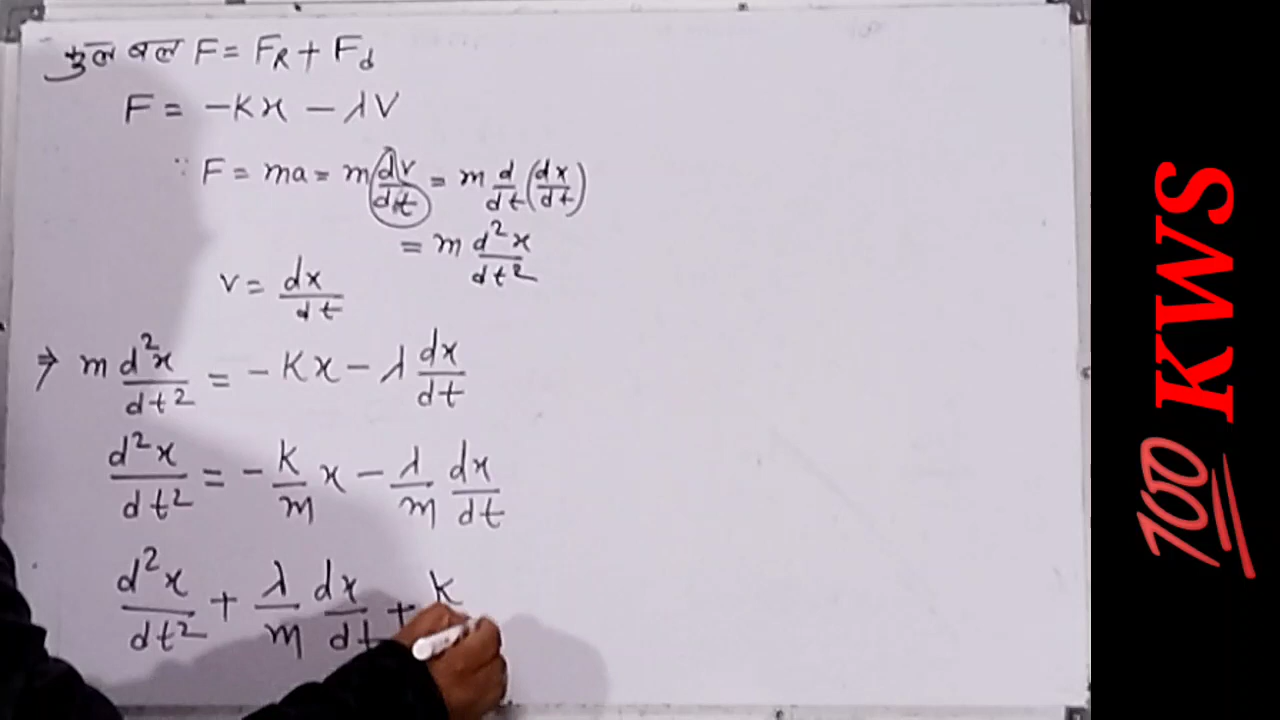 कुल बल F = F_R + F_d
F = -Kx - λV
∵ F = ma = m dv/dt = m d/dt (dx/dt)
= m d²x/dt²
v = dx/dt
⇒ m d²x/dt² = - Kx - λ dx/dt
d²x/dt² = - K/m x - λ/m dx/dt
d²x/dt² + λ/m dx/dt + K
100 KWS